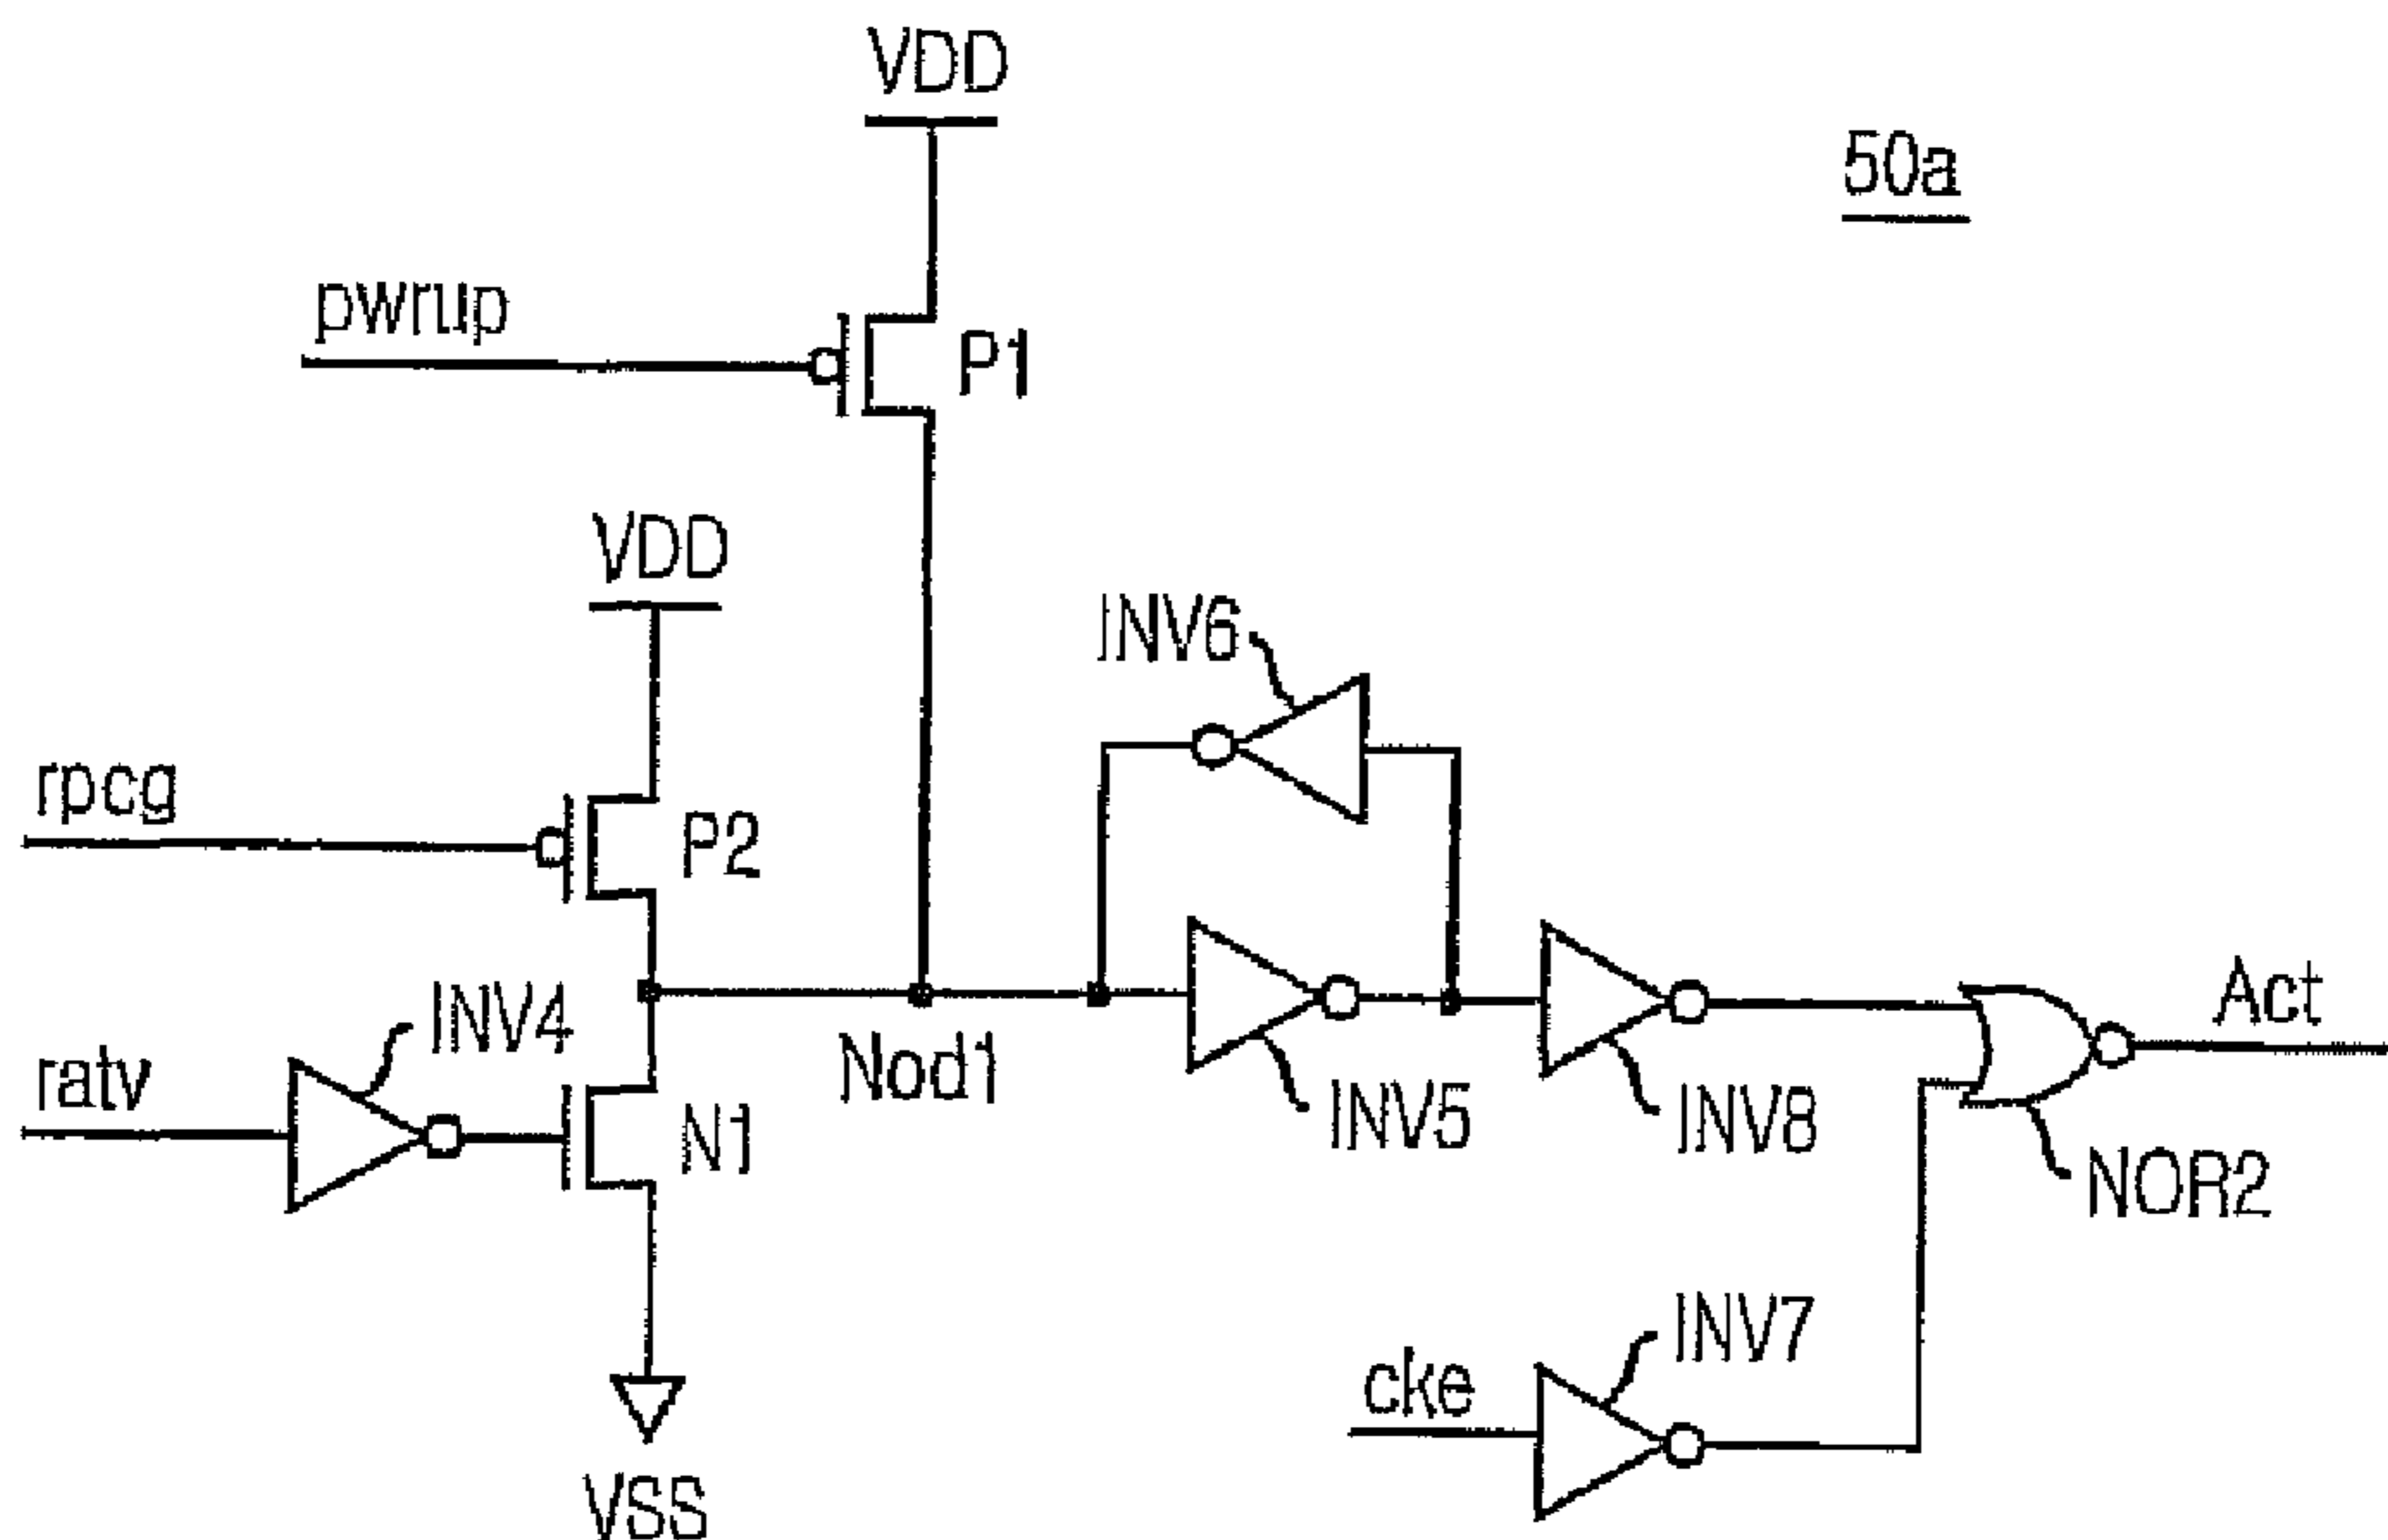 VDD
50a
pwrup
P1
VDD
INV6
rpcg
P2
INV4
ratv
Nod1
N1
INV5
INV8
Act
NOR2
INV7
cke
VSS